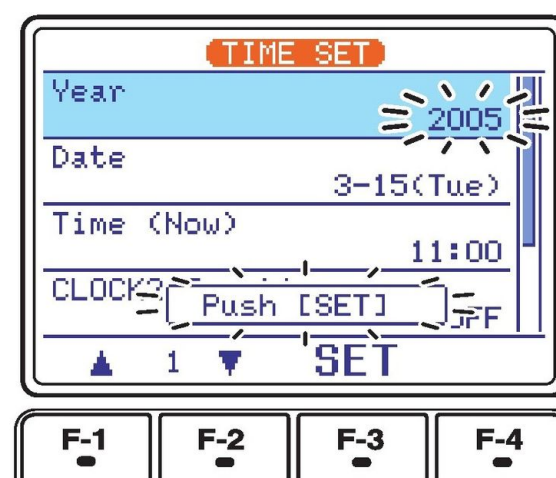 TIME SET
Year
2005
Date
3-15(Tue)
Time (Now)
11:00
CLOCK2
Push [SET]
OFF
▲ 1 ▼ SET
F-1 F-2 F-3 F-4